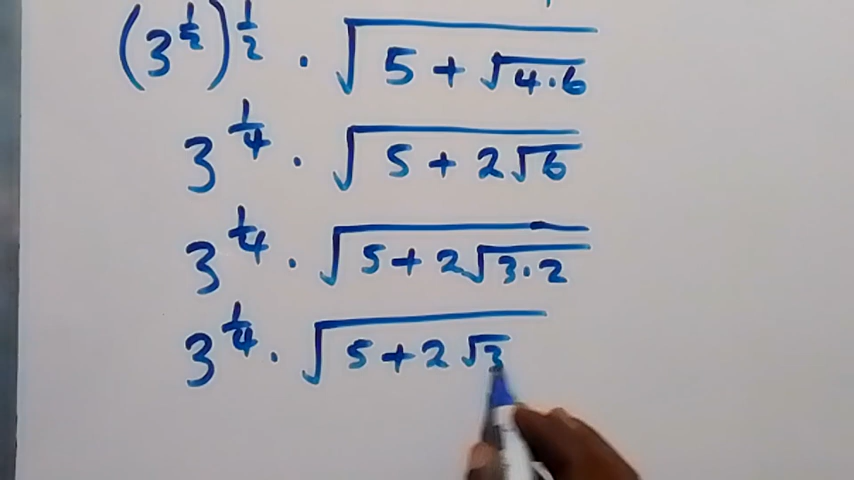 (3^{1/2})^{1/2} · √(5 + √(4·6))
3^{1/4} · √(5 + 2√6)
3^{1/4} · √(5 + 2√(3·2))
3^{1/4} · √(5 + 2√3